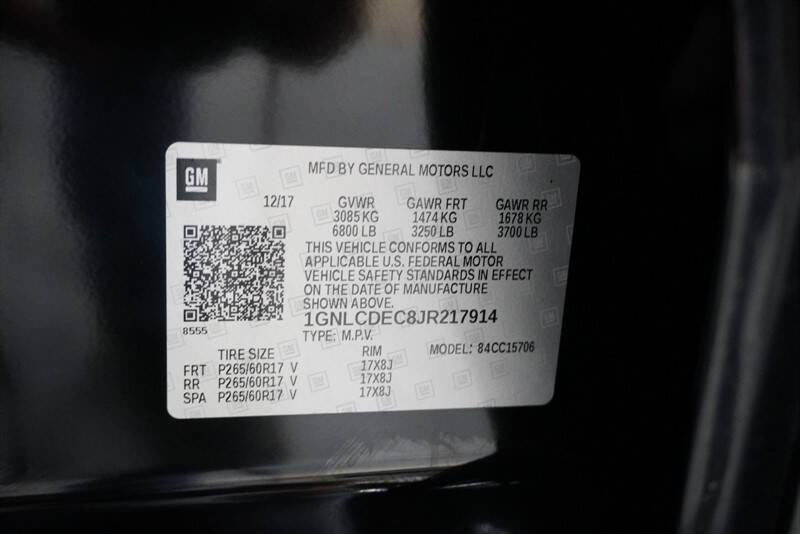 GM
MFD BY GENERAL MOTORS LLC
12/17 GVWR GAWR FRT GAWR RR
3085 KG 1474 KG 1678 KG
6800 LB 3250 LB 3700 LB
THIS VEHICLE CONFORMS TO ALL
APPLICABLE U.S. FEDERAL MOTOR
VEHICLE SAFETY STANDARDS IN EFFECT
ON THE DATE OF MANUFACTURE
SHOWN ABOVE.
8555
1GNLCDEC8JR217914
TYPE: M.P.V. MODEL: 84CC15706
TIRE SIZE RIM
FRT P265/60R17 V 17X8J
RR P265/60R17 V 17X8J
SPA P265/60R17 V 17X8J